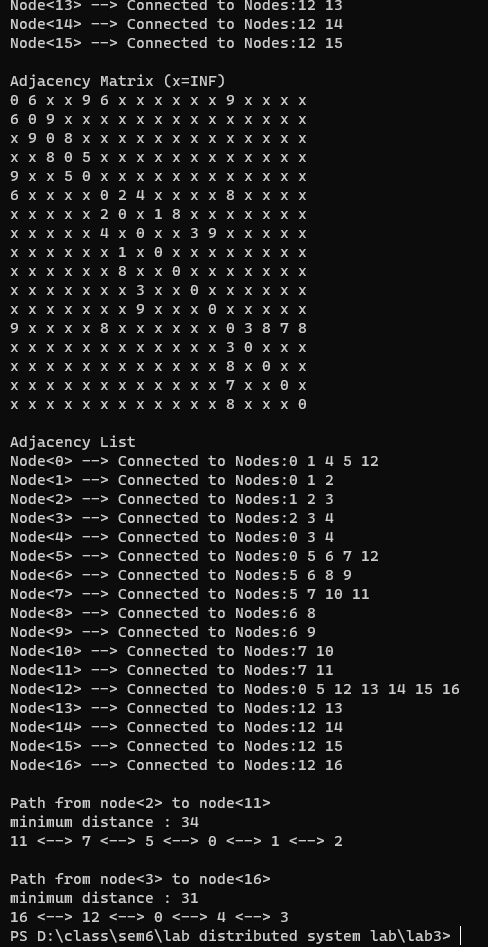 Node<13> --> Connected to Nodes:12 13
Node<14> --> Connected to Nodes:12 14
Node<15> --> Connected to Nodes:12 15

Adjacency Matrix (x=INF)
0 6 x x 9 6 x x x x x x 9 x x x x
6 0 9 x x x x x x x x x x x x x x
x 9 0 8 x x x x x x x x x x x x x
x x 8 0 5 x x x x x x x x x x x x
9 x x 5 0 x x x x x x x x x x x x
6 x x x x 0 2 4 x x x x 8 x x x x
x x x x x 2 0 x 1 8 x x x x x x x
x x x x x 4 x 0 x x 3 9 x x x x x
x x x x x x 1 x 0 x x x x x x x x
x x x x x x 8 x x 0 x x x x x x x
x x x x x x x 3 x x 0 x x x x x x
x x x x x x x 9 x x x 0 x x x x x
9 x x x x 8 x x x x x x 0 3 8 7 8
x x x x x x x x x x x x 3 0 x x x
x x x x x x x x x x x x 8 x 0 x x
x x x x x x x x x x x x 7 x x 0 x
x x x x x x x x x x x x 8 x x x 0

Adjacency List
Node<0> --> Connected to Nodes:0 1 4 5 12
Node<1> --> Connected to Nodes:0 1 2
Node<2> --> Connected to Nodes:1 2 3
Node<3> --> Connected to Nodes:2 3 4
Node<4> --> Connected to Nodes:0 3 4
Node<5> --> Connected to Nodes:0 5 6 7 12
Node<6> --> Connected to Nodes:5 6 8 9
Node<7> --> Connected to Nodes:5 7 10 11
Node<8> --> Connected to Nodes:6 8
Node<9> --> Connected to Nodes:6 9
Node<10> --> Connected to Nodes:7 10
Node<11> --> Connected to Nodes:7 11
Node<12> --> Connected to Nodes:0 5 12 13 14 15 16
Node<13> --> Connected to Nodes:12 13
Node<14> --> Connected to Nodes:12 14
Node<15> --> Connected to Nodes:12 15
Node<16> --> Connected to Nodes:12 16

Path from node<2> to node<11>
minimum distance : 34
11 <--> 7 <--> 5 <--> 0 <--> 1 <--> 2

Path from node<3> to node<16>
minimum distance : 31
16 <--> 12 <--> 0 <--> 4 <--> 3
PS D:\class\sem6\lab distributed system lab\lab3>